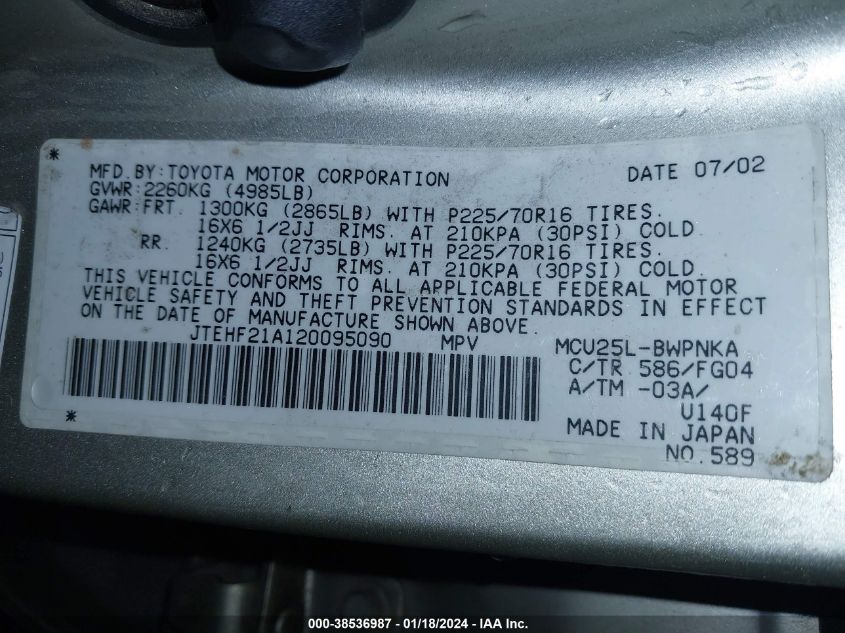 * MFD.BY:TOYOTA MOTOR CORPORATION DATE 07/02
GVWR:2260KG (4985LB)
GAWR:FRT. 1300KG (2865LB) WITH P225/70R16 TIRES.
16X6 1/2JJ RIMS. AT 210KPA (30PSI) COLD.
RR. 1240KG (2735LB) WITH P225/70R16 TIRES.
16X6 1/2JJ RIMS. AT 210KPA (30PSI) COLD.
THIS VEHICLE CONFORMS TO ALL APPLICABLE FEDERAL MOTOR
VEHICLE SAFETY AND THEFT PREVENTION STANDARDS IN EFFECT
ON THE DATE OF MANUFACTURE SHOWN ABOVE.
JTEHF21A120095090 MPV MCU25L-BWPNKA
C/TR 586/FG04
A/TM -03A/
U140F
* MADE IN JAPAN
NO.589
000-38536987 - 01/18/2024 - IAA Inc.